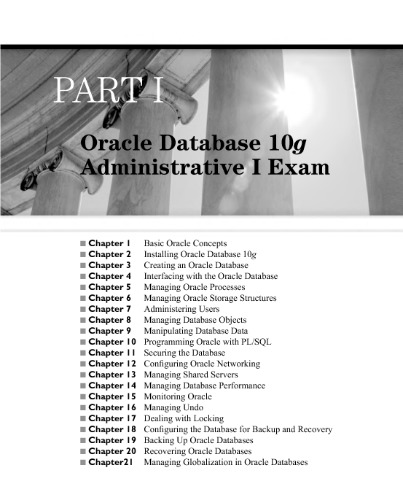 PART I
Oracle Database 10g
Administrative I Exam
Chapter 1 Basic Oracle Concepts
Chapter 2 Installing Oracle Database 10g
Chapter 3 Creating an Oracle Database
Chapter 4 Interfacing with the Oracle Database
Chapter 5 Managing Oracle Processes
Chapter 6 Managing Oracle Storage Structures
Chapter 7 Administering Users
Chapter 8 Managing Database Objects
Chapter 9 Manipulating Database Data
Chapter 10 Programming Oracle with PL/SQL
Chapter 11 Securing the Database
Chapter 12 Configuring Oracle Networking
Chapter 13 Managing Shared Servers
Chapter 14 Managing Database Performance
Chapter 15 Monitoring Oracle
Chapter 16 Managing Undo
Chapter 17 Dealing with Locking
Chapter 18 Configuring the Database for Backup and Recovery
Chapter 19 Backing Up Oracle Databases
Chapter 20 Recovering Oracle Databases
Chapter21 Managing Globalization in Oracle Databases